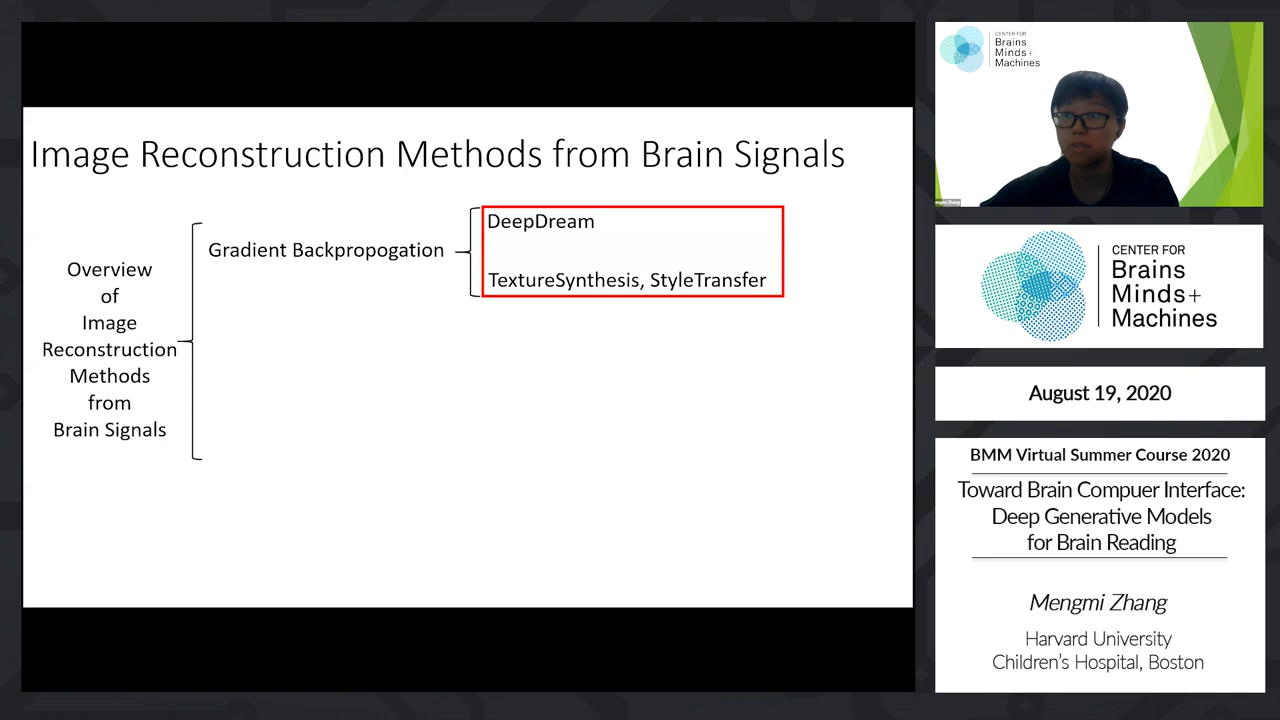 Image Reconstruction Methods from Brain Signals
Overview
of
Image
Reconstruction
Methods
from
Brain Signals
Gradient Backpropogation
DeepDream
TextureSynthesis, StyleTransfer
CENTER FOR
Brains
Minds+
Machines
Mengmi Zhang
CENTER FOR
Brains
Minds+
Machines
August 19, 2020
BMM Virtual Summer Course 2020
Toward Brain Compuer Interface:
Deep Generative Models
for Brain Reading
Mengmi Zhang
Harvard University
Children's Hospital, Boston